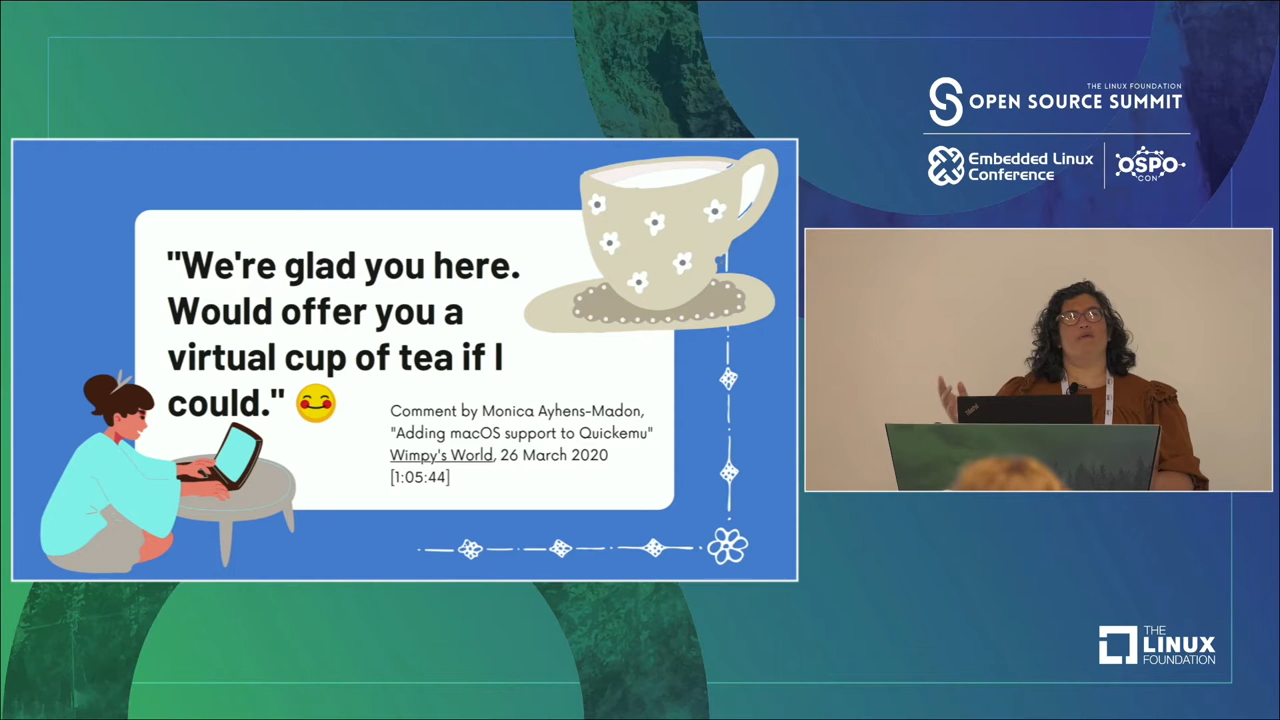 "We're glad you here.
Would offer you a
virtual cup of tea if I
could."
Comment by Monica Ayhens-Madon,
"Adding macOS support to Quickemu"
Wimpy's World, 26 March 2020
[1:05:44]
THE LINUX FOUNDATION
OPEN SOURCE SUMMIT
Embedded Linux
Conference
OSPO
CON
ThinkPad
THE
LINUX
FOUNDATION